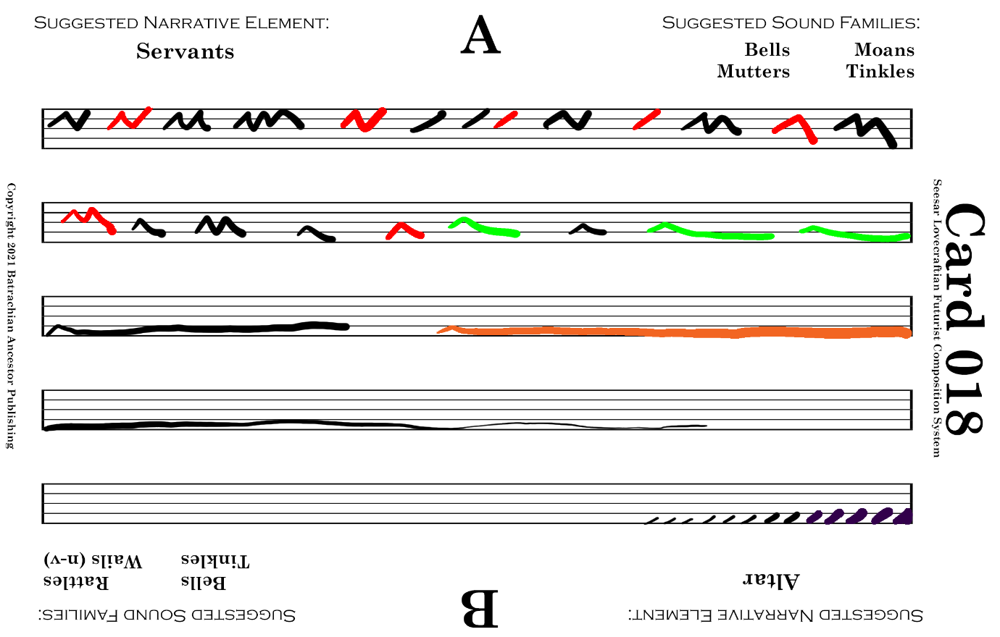 Suggested Narrative Element:
Servants
A
Suggested Sound Families:
Bells Moans
Mutters Tinkles
Copyright 2021 Batrachian Ancestor Publishing
Card 018
Seesar Lovecraftian Futurist Composition System
B
Suggested Narrative Element:
Altar
Suggested Sound Families:
Bells Rattles
Tinkles Wails (n-v)